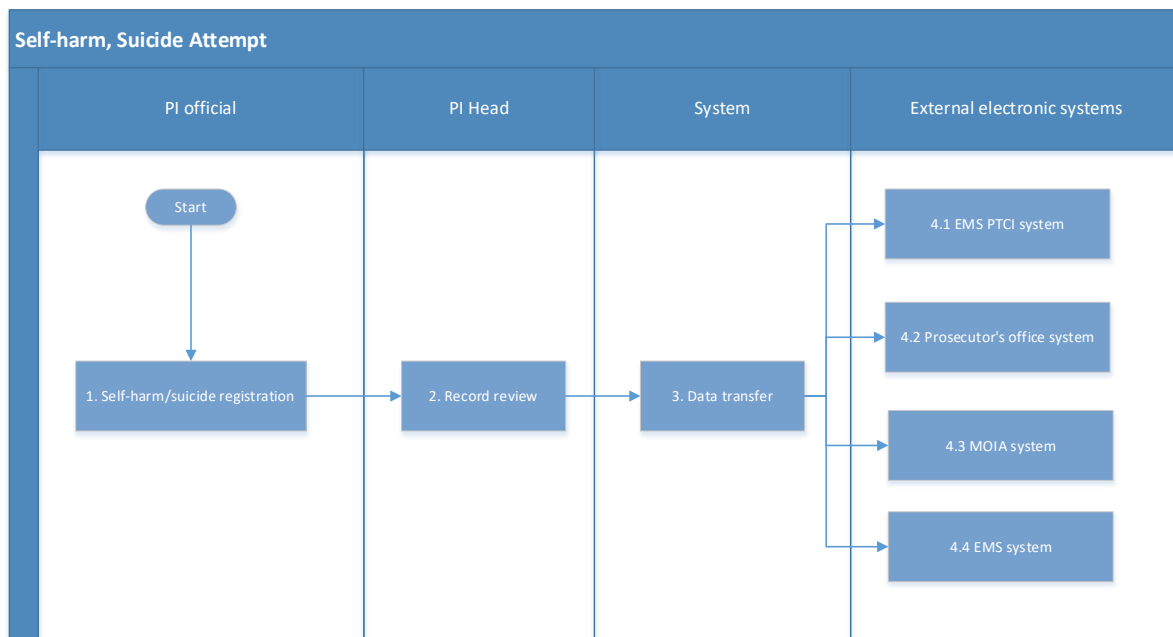 Self-harm, Suicide Attempt
PI official
PI Head
System
External electronic systems
Start
4.1 EMS PTCI system
4.2 Prosecutor's office system
1. Self-harm/suicide registration
2. Record review
3. Data transfer
4.3 MOIA system
4.4 EMS system